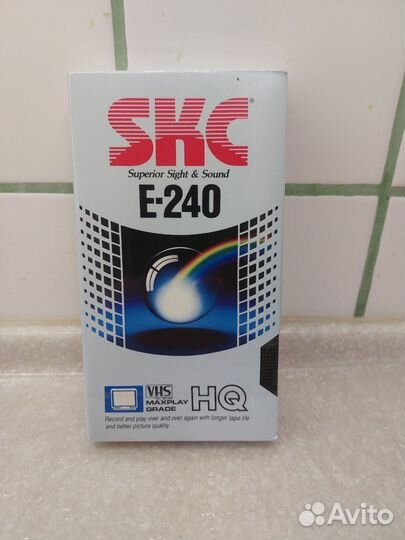 SKC®
Superior Sight & Sound
E-240
VHS
MAXPLAY
GRADE
HQ
Record and play over and over again with longer tape life
and better picture quality
Avito